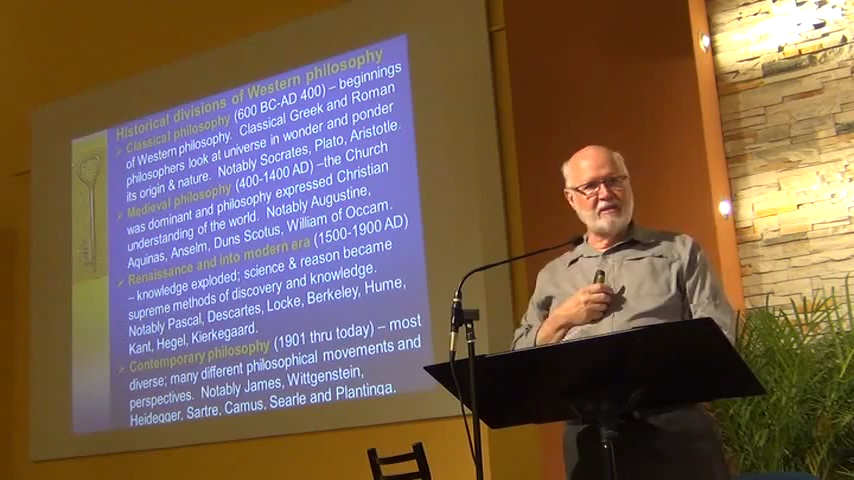 Historical divisions of Western philosophy
Classical philosophy (600 BC-AD 400) – beginnings
of Western philosophy. Classical Greek and Roman
philosophers look at universe in wonder and ponder
its origin & nature. Notably Socrates, Plato, Aristotle.
Medieval philosophy (400-1400 AD) –the Church
was dominant and philosophy expressed Christian
understanding of the world. Notably Augustine,
Aquinas, Anselm, Duns Scotus, William of Occam.
Renaissance and into modern era (1500-1900 AD)
– knowledge exploded; science & reason became
supreme methods of discovery and knowledge.
Notably Pascal, Descartes, Locke, Berkeley, Hume,
Kant, Hegel, Kierkegaard.
Contemporary philosophy (1901 thru today) – most
diverse; many different philosophical movements and
perspectives. Notably James, Wittgenstein,
Heidegger, Sartre, Camus, Searle and Plantinga.